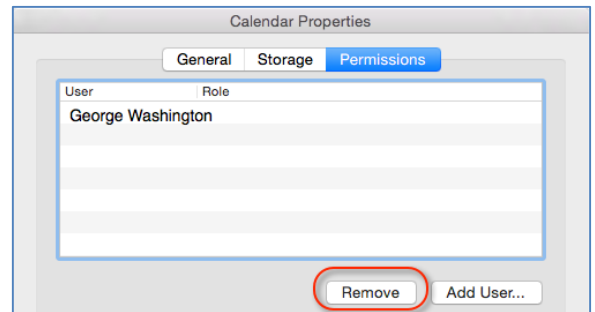 Calendar Properties
General Storage Permissions
User Role
George Washington
Remove Add User...